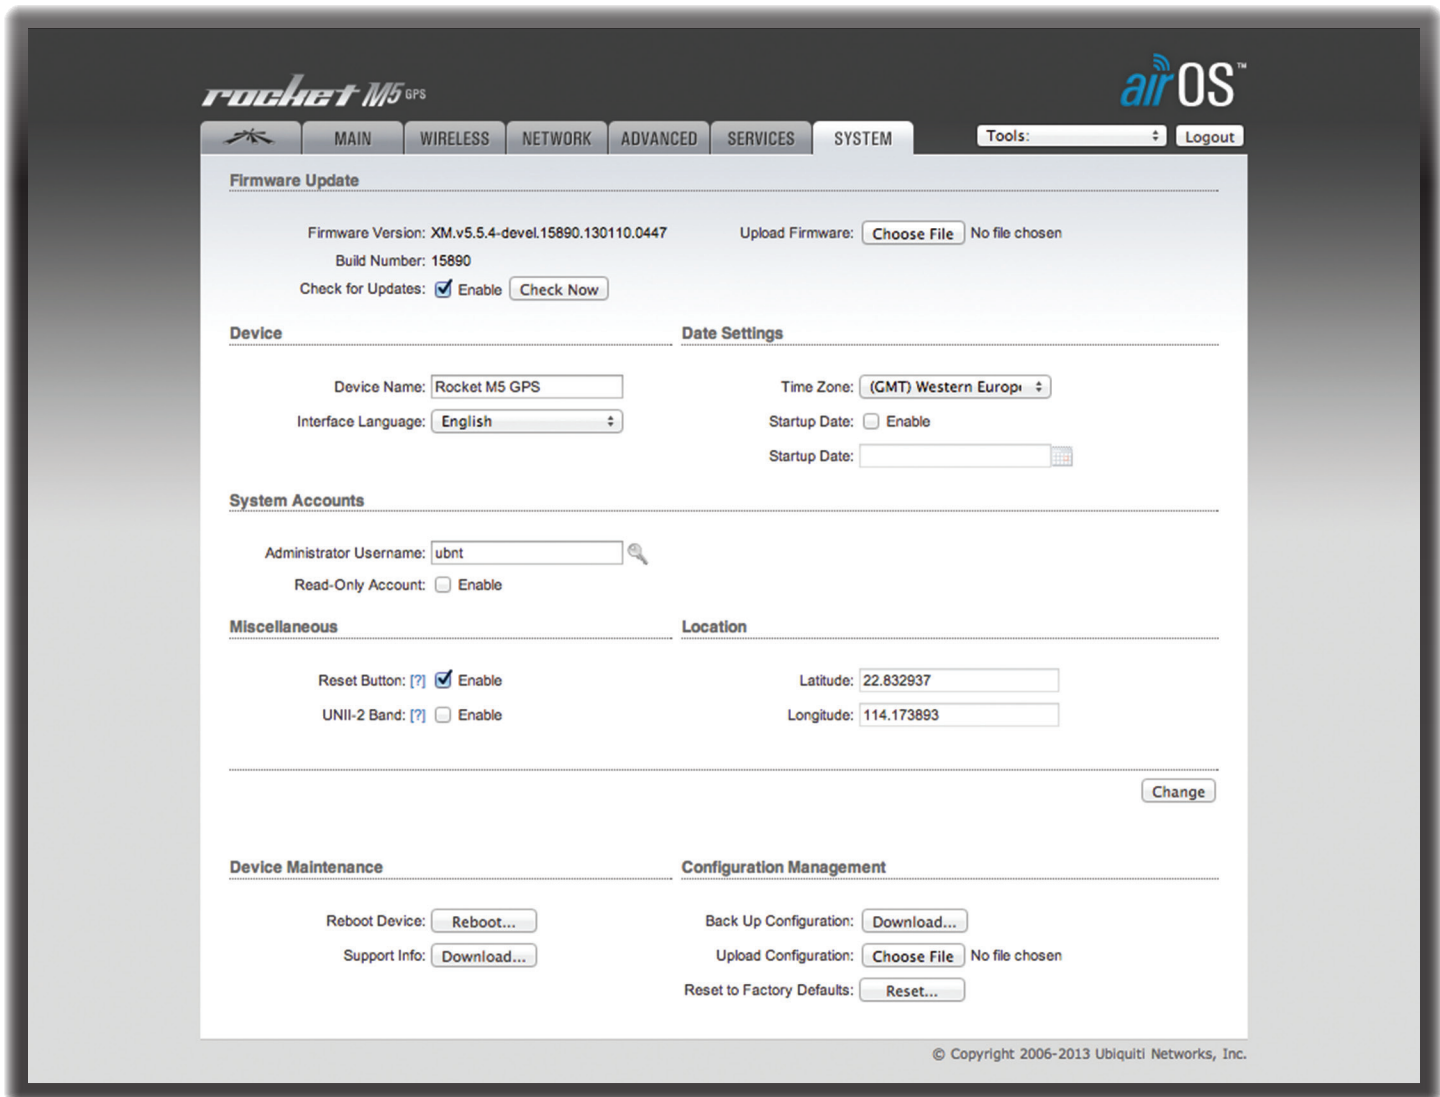 rocket M5 GPS
airOS™
MAIN WIRELESS NETWORK ADVANCED SERVICES SYSTEM Tools: Logout
Firmware Update
Firmware Version: XM.v5.5.4-devel.15890.130110.0447 Upload Firmware: Choose File No file chosen
Build Number: 15890
Check for Updates: Enable Check Now
Device Date Settings
Device Name: Rocket M5 GPS Time Zone: (GMT) Western Europ
Interface Language: English Startup Date: Enable
Startup Date:
System Accounts
Administrator Username: ubnt
Read-Only Account: Enable
Miscellaneous Location
Reset Button: [?] Enable Latitude: 22.832937
UNII-2 Band: [?] Enable Longitude: 114.173893
Change
Device Maintenance Configuration Management
Reboot Device: Reboot... Back Up Configuration: Download...
Support Info: Download... Upload Configuration: Choose File No file chosen
Reset to Factory Defaults: Reset...
© Copyright 2006-2013 Ubiquiti Networks, Inc.